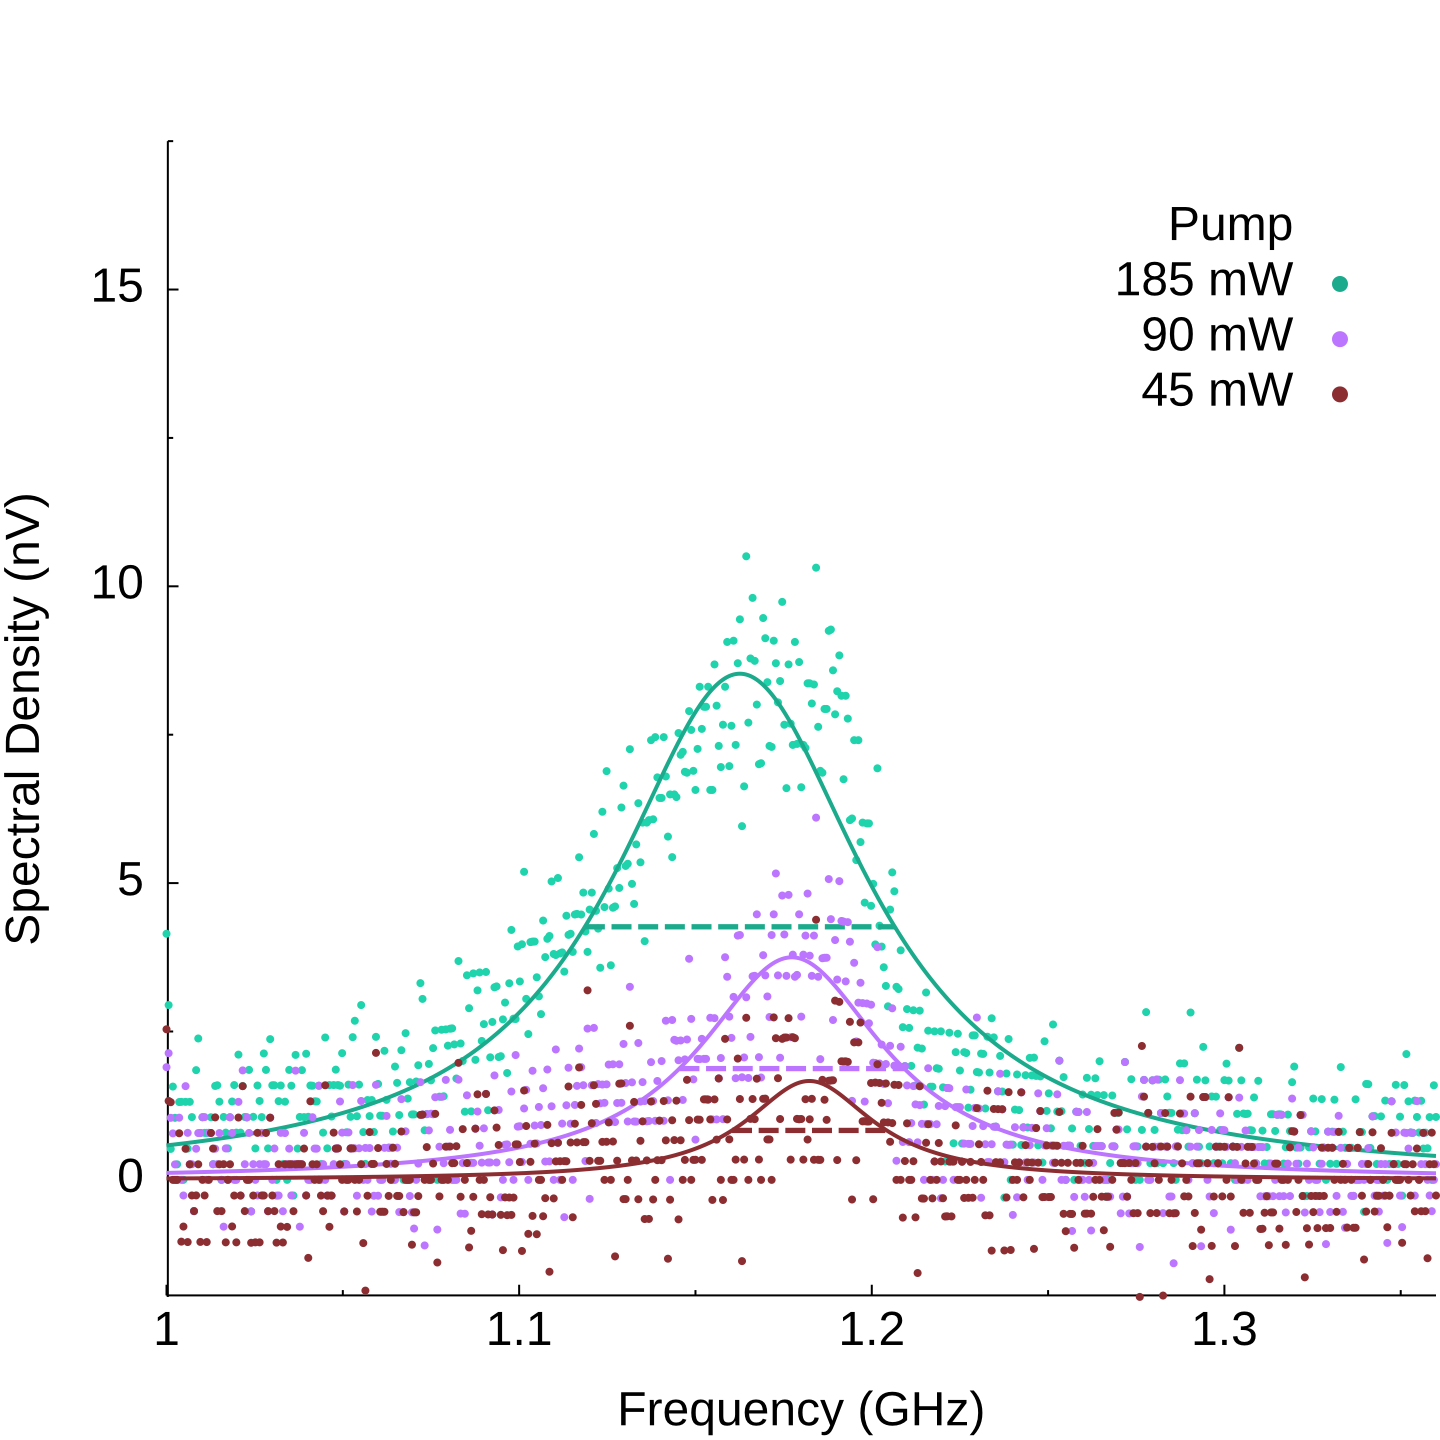 Pump
185 mW
90 mW
45 mW
15
10
5
0
Spectral Density (nV)
1 1.1 1.2 1.3
Frequency (GHz)